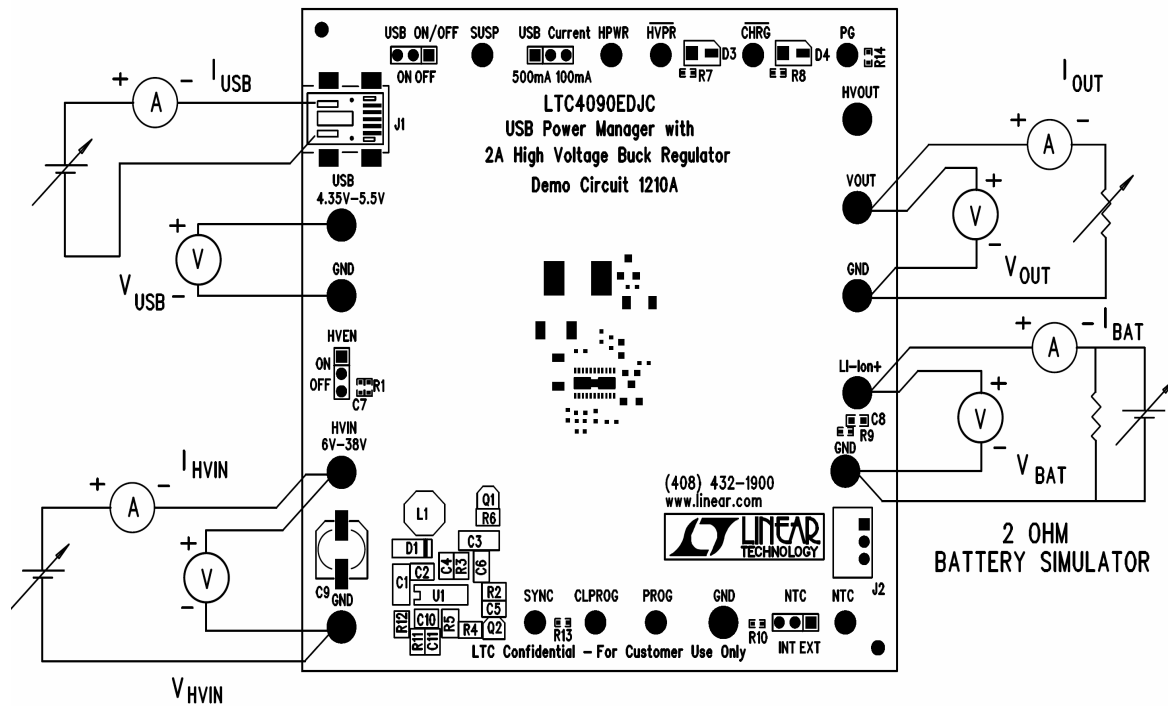 USB ON/OFF SUSP USB Current HPWR HVPR CHRG PG
D3 D4 R14
ON OFF 500mA 100mA R7 R8
I USB
A
+ -
J1
LTC4090EDJC
USB Power Manager with
2A High Voltage Buck Regulator
Demo Circuit 1210A
HVOUT
I OUT
+ -
A
USB
4.35V-5.5V
VOUT
+
V
-
V USB
GND
GND
+
V
-
V OUT
HVEN
ON
OFF
R1
C7
LI-Ion+
+ -
A
I BAT
C8
R9
GND
+
V
-
V BAT
HVIN
6V-38V
I HVIN
+ -
A
+
V
-
C9
GND
V HVIN
L1
Q1
R6
D1
C3
C1
C2
C4
R3
C6
U1
R2
C5
R12
C10
R5
R4
Q2
R11
C11
(408) 432-1900
www.linear.com
LT LINEAR
TECHNOLOGY
J2
2 OHM
BATTERY SIMULATOR
SYNC CLPROG PROG GND NTC NTC
R13 R10
INT EXT
LTC Confidential - For Customer Use Only